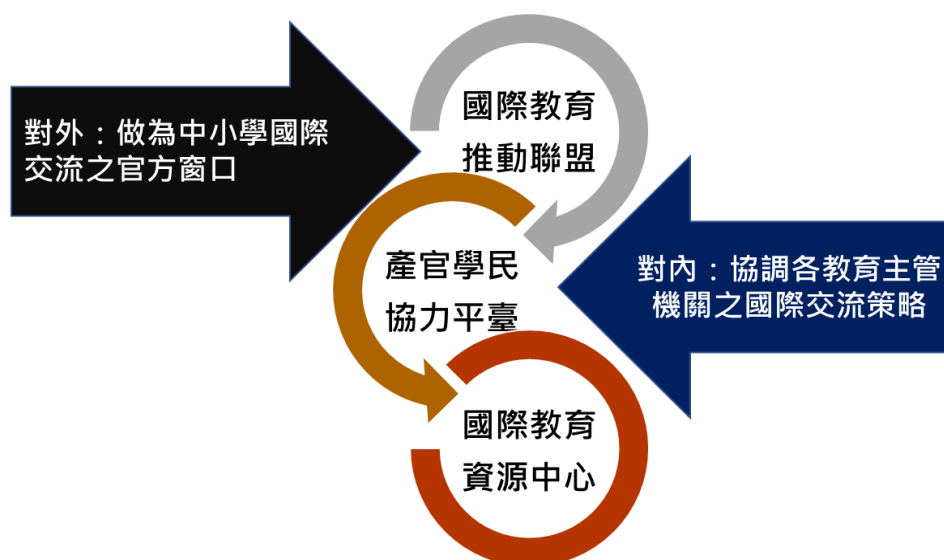 對外：做為中小學國際
交流之官方窗口
國際教育
推動聯盟
產官學民
協力平臺
對內：協調各教育主管
機關之國際交流策略
國際教育
資源中心